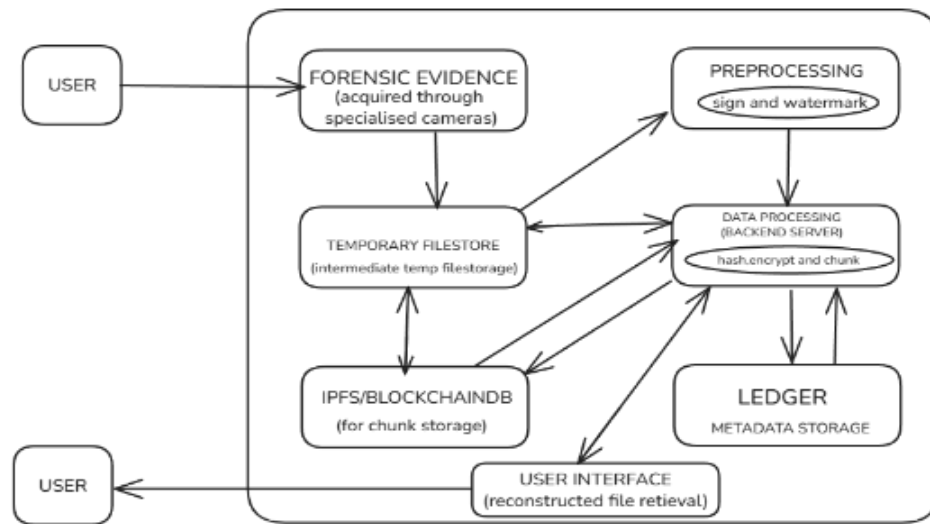 USER
FORENSIC EVIDENCE
(acquired through
specialised cameras)
PREPROCESSING
sign and watermark
TEMPORARY FILESTORE
(intermediate temp filestorage)
DATA PROCESSING
(BACKEND SERVER)
hash.encrypt and chunk
IPFS/BLOCKCHAINDB
(for chunk storage)
LEDGER
METADATA STORAGE
USER
USER INTERFACE
(reconstructed file retieval)